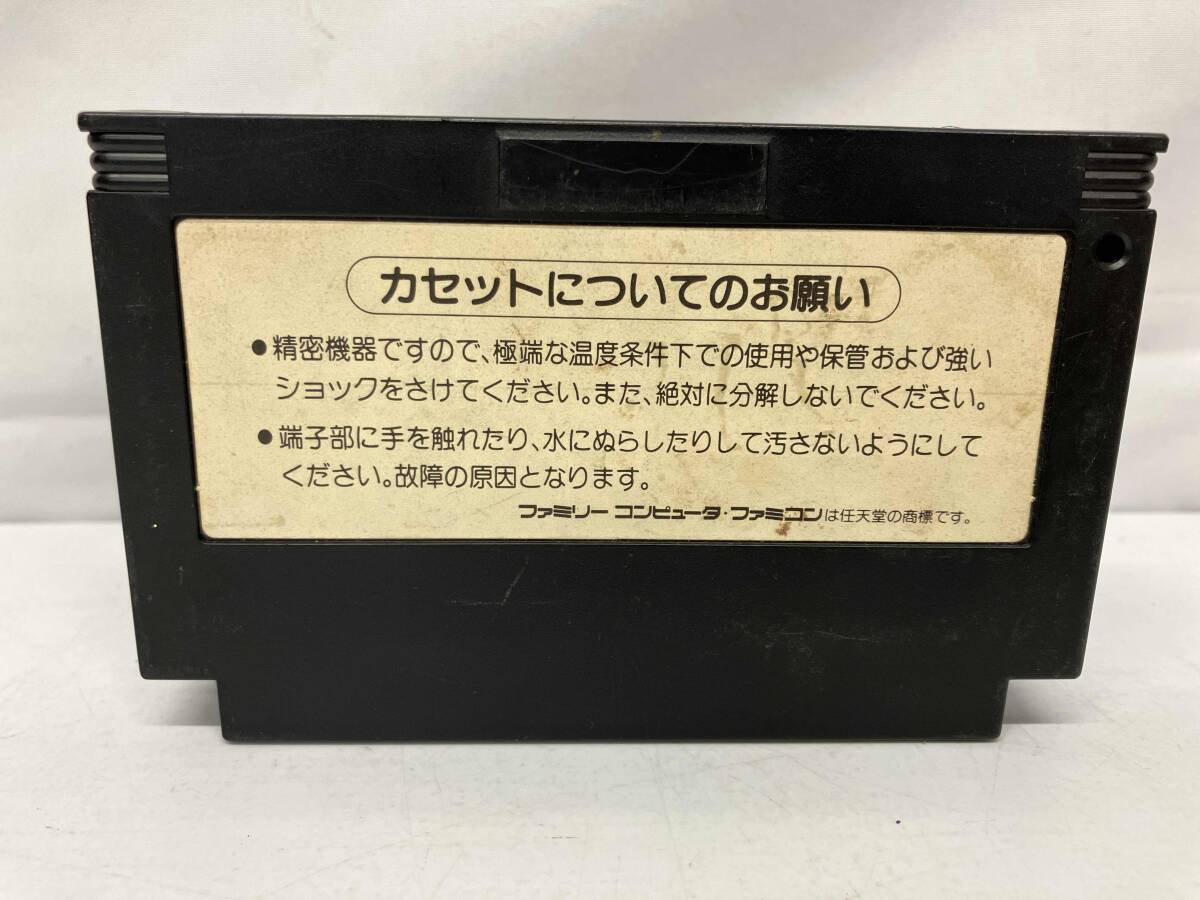 カセットについてのお願い
●精密機器ですので、極端な温度条件下での使用や保管および強い
ショックをさけてください。また、絶対に分解しないでください。
●端子部に手を触れたり、水にぬらしたりして汚さないようにして
ください。故障の原因となります。
ファミリー コンピュータ・ファミコンは任天堂の商標です。